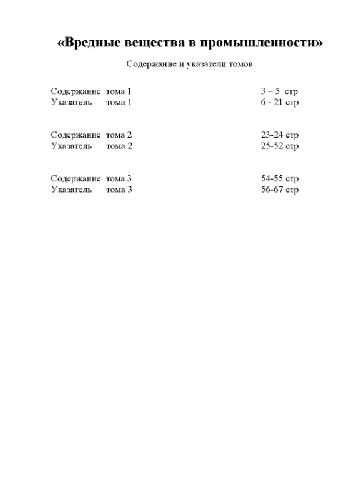 «Вредные вещества в промышленности»
Содержание и указатели томов
Содержание тома 1 3 – 5 стр
Указатель тома 1 6 - 21 стр
Содержание тома 2 23-24 стр
Указатель тома 2 25-52 стр
Содержание тома 3 54-55 стр
Указатель тома 3 56-67 стр